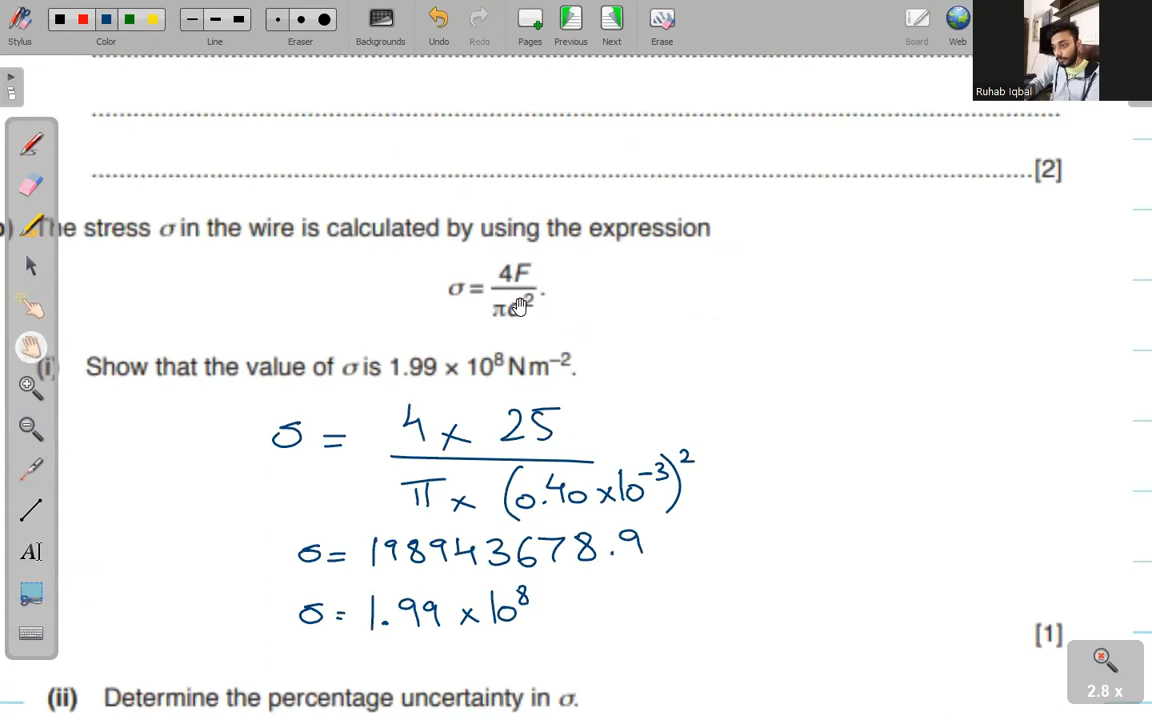 Stylus Color Line Eraser Backgrounds Undo Redo Pages Previous Next Erase Board Web
Ruhab Iqbal
[2]
The stress σ in the wire is calculated by using the expression
σ = 4F / πd².
(i) Show that the value of σ is 1.99 × 10⁸ N m⁻².
σ = 4 × 25 / π × (0.40 × 10⁻³)²
σ = 198943678.9
σ = 1.99 × 10⁸
[1]
2.8 x
(ii) Determine the percentage uncertainty in σ.